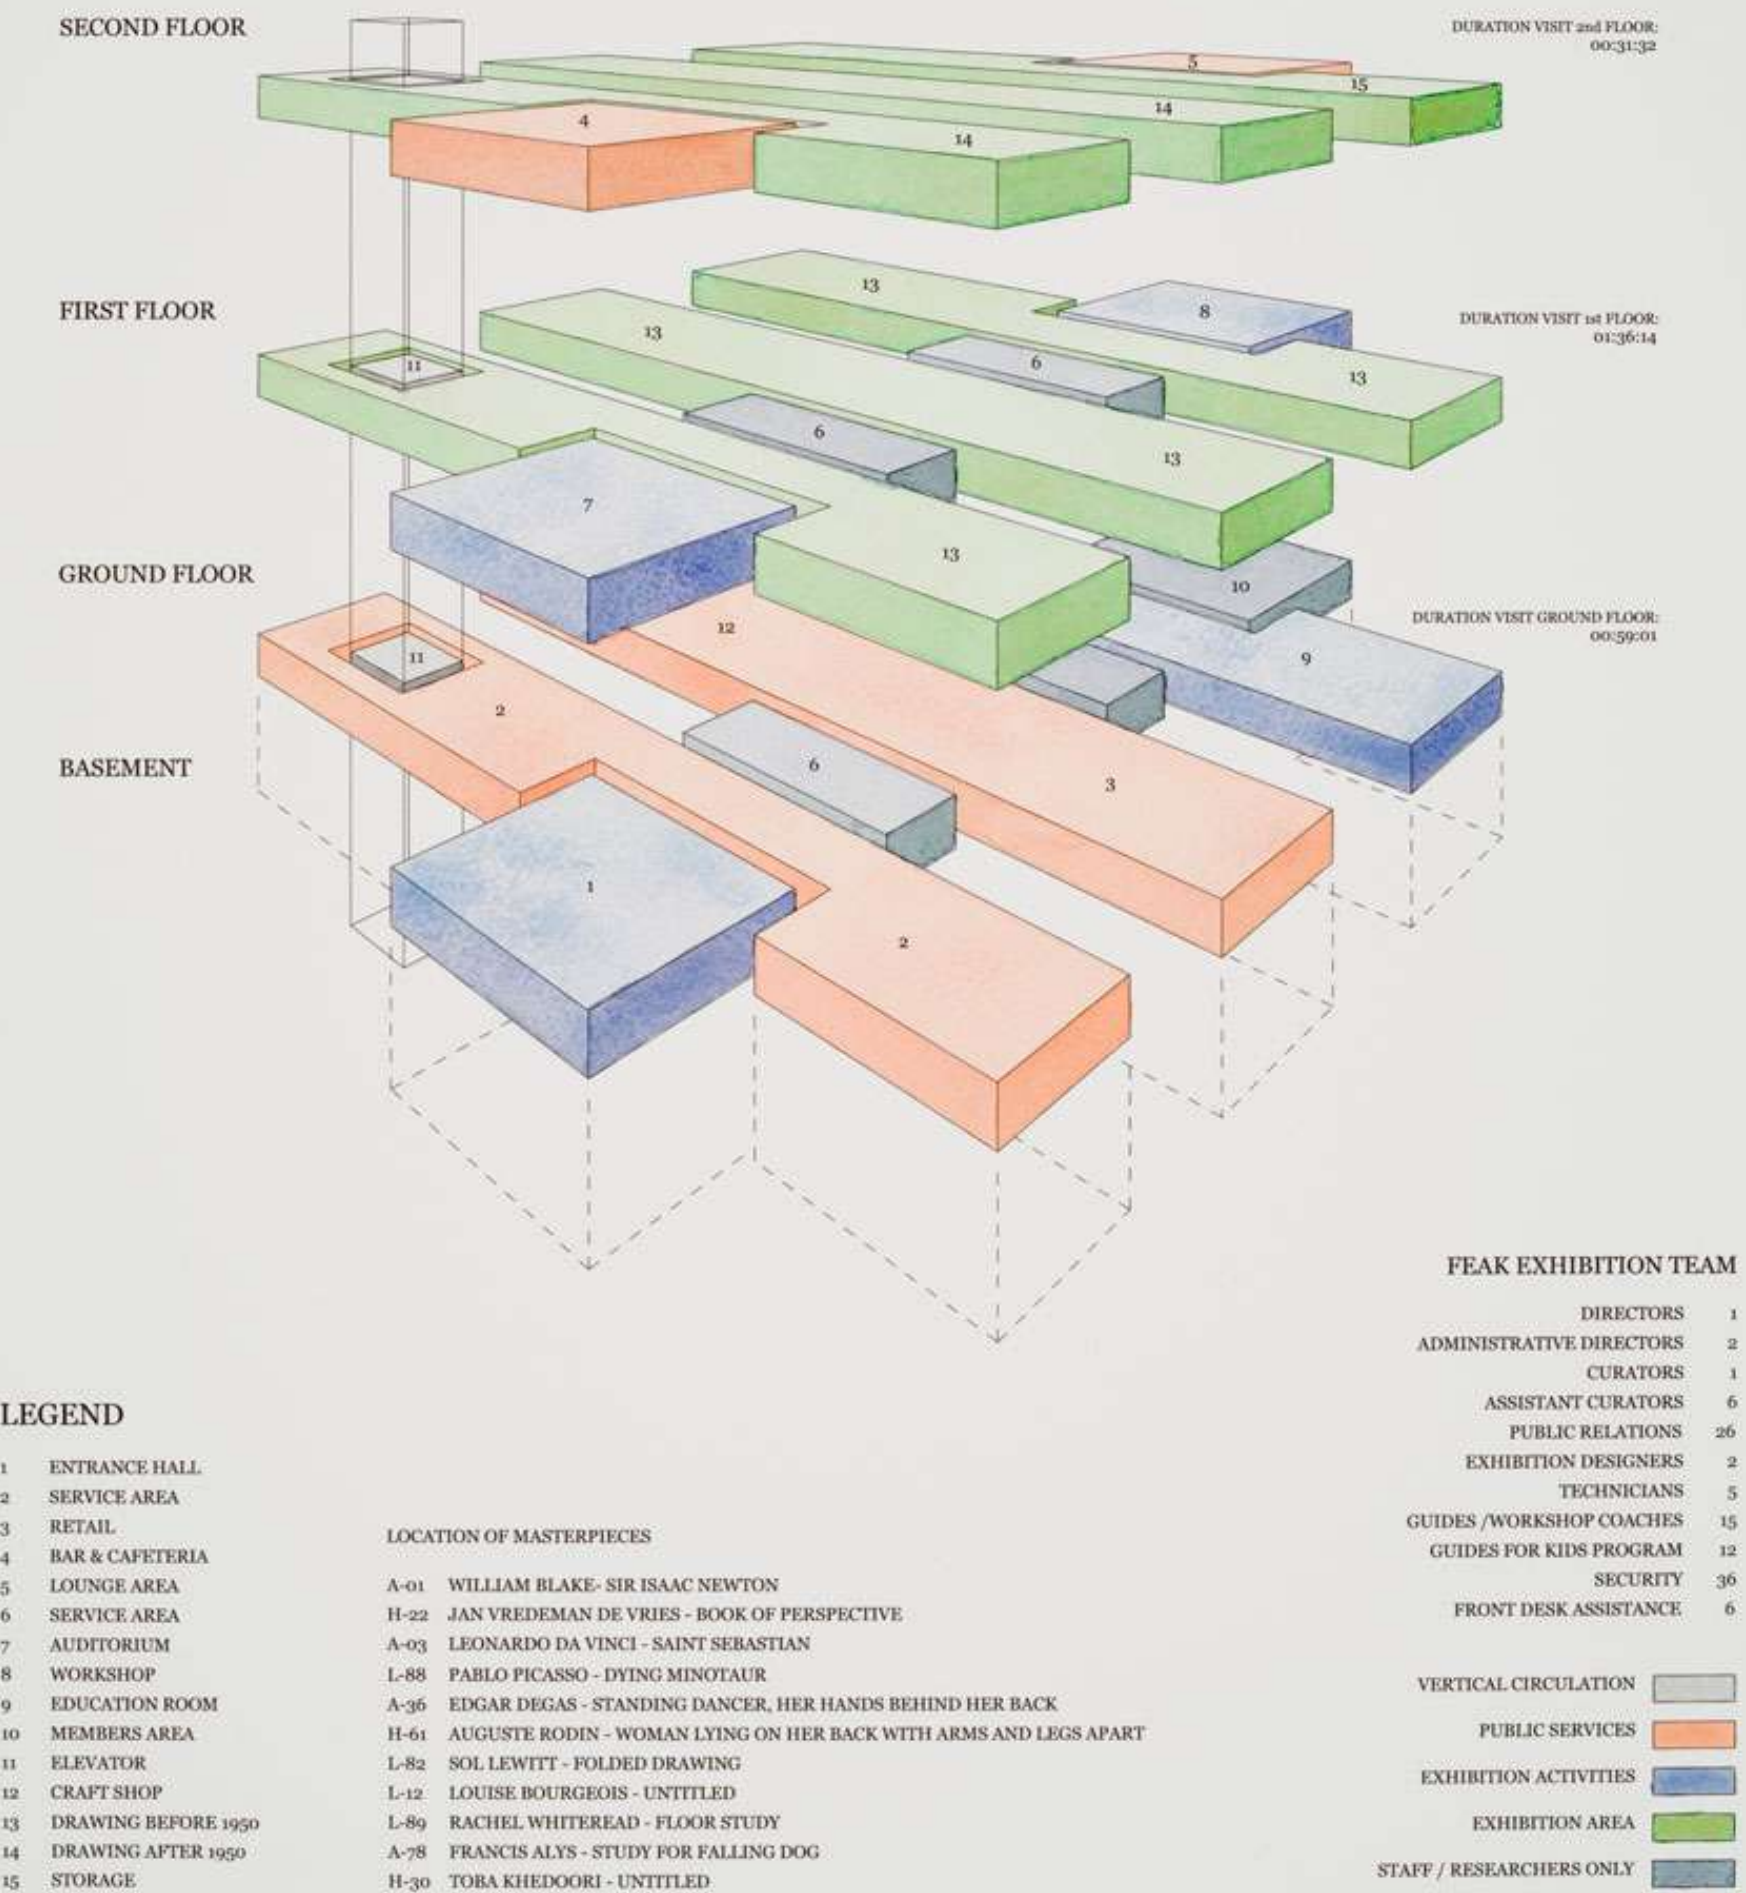 SECOND FLOOR
DURATION VISIT 2nd FLOOR:
00:31:32
5
15
14
4
14
FIRST FLOOR
13
8
DURATION VISIT 1st FLOOR:
01:36:14
13
11
6
13
6
13
7
13
GROUND FLOOR
10
DURATION VISIT GROUND FLOOR:
00:59:01
12
11
9
2
BASEMENT
6
3
1
2
FEAK EXHIBITION TEAM
DIRECTORS 1
ADMINISTRATIVE DIRECTORS 2
CURATORS 1
ASSISTANT CURATORS 6
PUBLIC RELATIONS 26
EXHIBITION DESIGNERS 2
TECHNICIANS 5
GUIDES /WORKSHOP COACHES 15
GUIDES FOR KIDS PROGRAM 12
SECURITY 36
FRONT DESK ASSISTANCE 6
LEGEND
1 ENTRANCE HALL
2 SERVICE AREA
3 RETAIL
4 BAR & CAFETERIA
5 LOUNGE AREA
6 SERVICE AREA
7 AUDITORIUM
8 WORKSHOP
9 EDUCATION ROOM
10 MEMBERS AREA
11 ELEVATOR
12 CRAFT SHOP
13 DRAWING BEFORE 1950
14 DRAWING AFTER 1950
15 STORAGE
LOCATION OF MASTERPIECES
A-01 WILLIAM BLAKE- SIR ISAAC NEWTON
H-22 JAN VREDEMAN DE VRIES - BOOK OF PERSPECTIVE
A-03 LEONARDO DA VINCI - SAINT SEBASTIAN
L-88 PABLO PICASSO - DYING MINOTAUR
A-36 EDGAR DEGAS - STANDING DANCER, HER HANDS BEHIND HER BACK
H-61 AUGUSTE RODIN - WOMAN LYING ON HER BACK WITH ARMS AND LEGS APART
L-82 SOL LEWITT - FOLDED DRAWING
L-12 LOUISE BOURGEOIS - UNTITLED
L-89 RACHEL WHITEREAD - FLOOR STUDY
A-78 FRANCIS ALYS - STUDY FOR FALLING DOG
H-30 TOBA KHEDOORI - UNTITLED
VERTICAL CIRCULATION
PUBLIC SERVICES
EXHIBITION ACTIVITIES
EXHIBITION AREA
STAFF / RESEARCHERS ONLY